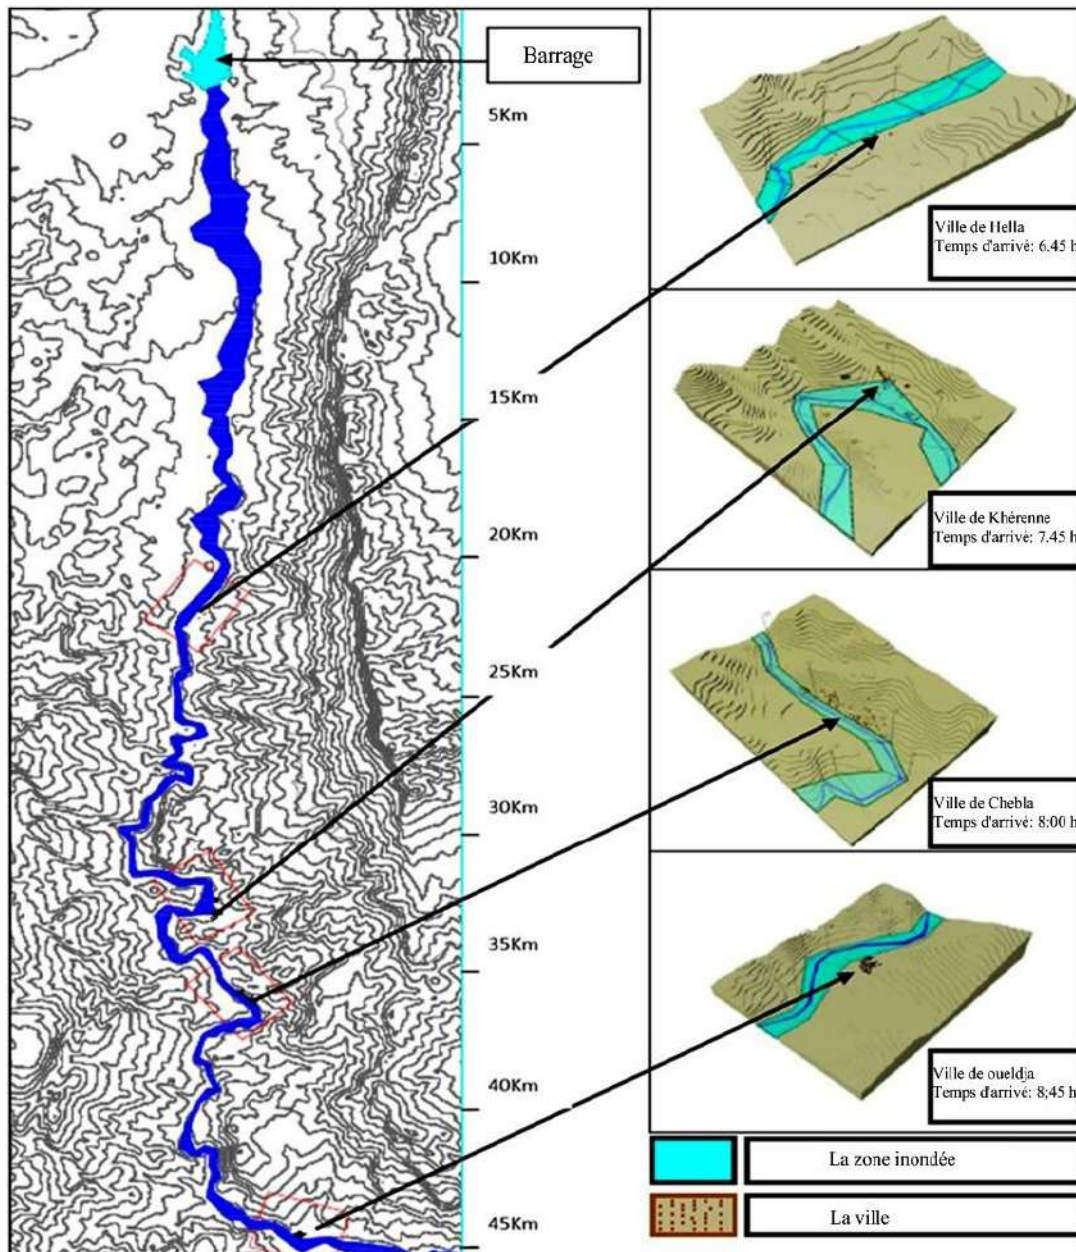 Barrage
5Km
10Km
15Km
20Km
25Km
30Km
35Km
40Km
45Km
Ville de Hella
Temps d'arrivé: 6.45 h
Ville de Khérenne
Temps d'arrivé: 7.45 h
Ville de Chebla
Temps d'arrivé: 8:00 h
Ville de oueldja
Temps d'arrivé: 8;45 h
La zone inondée
La ville